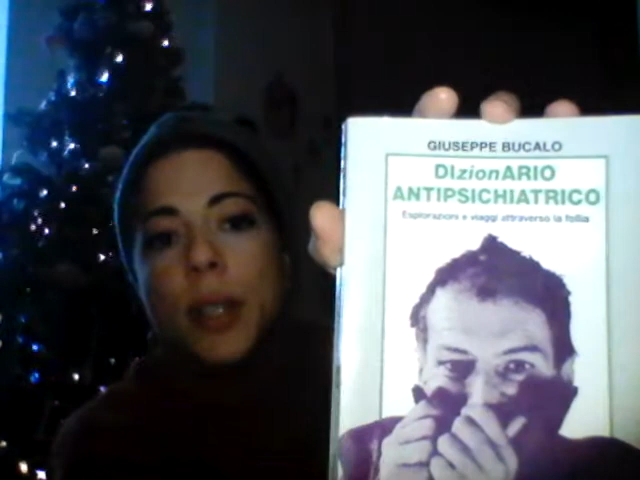 GIUSEPPE BUCALO
DIzionARIO
ANTIPSICHIATRICO
Esplorazioni e viaggi attraverso la follia